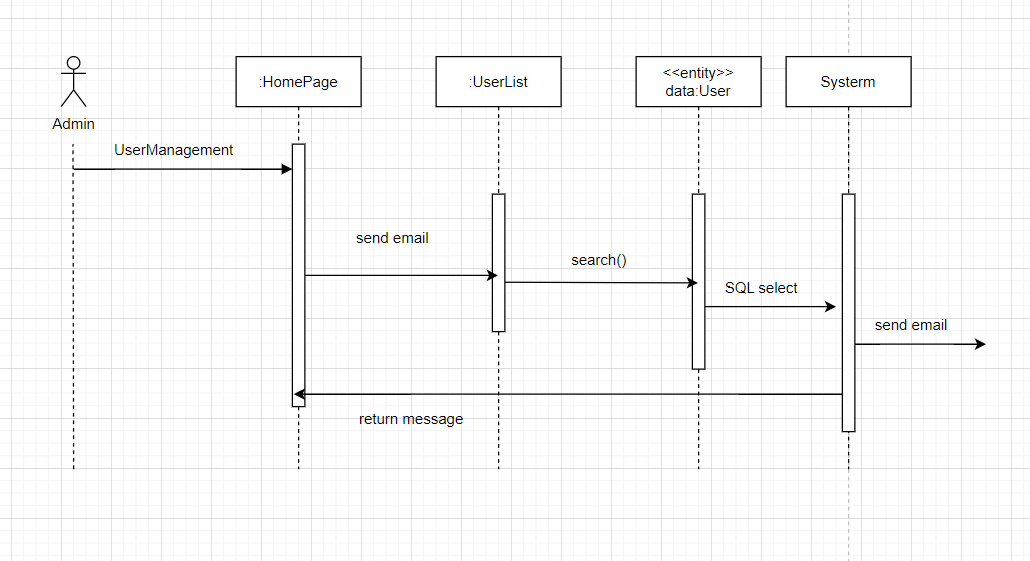 :HomePage
:UserList
<<entity>>
data:User
Systerm
Admin
UserManagement
send email
search()
SQL select
send email
return message